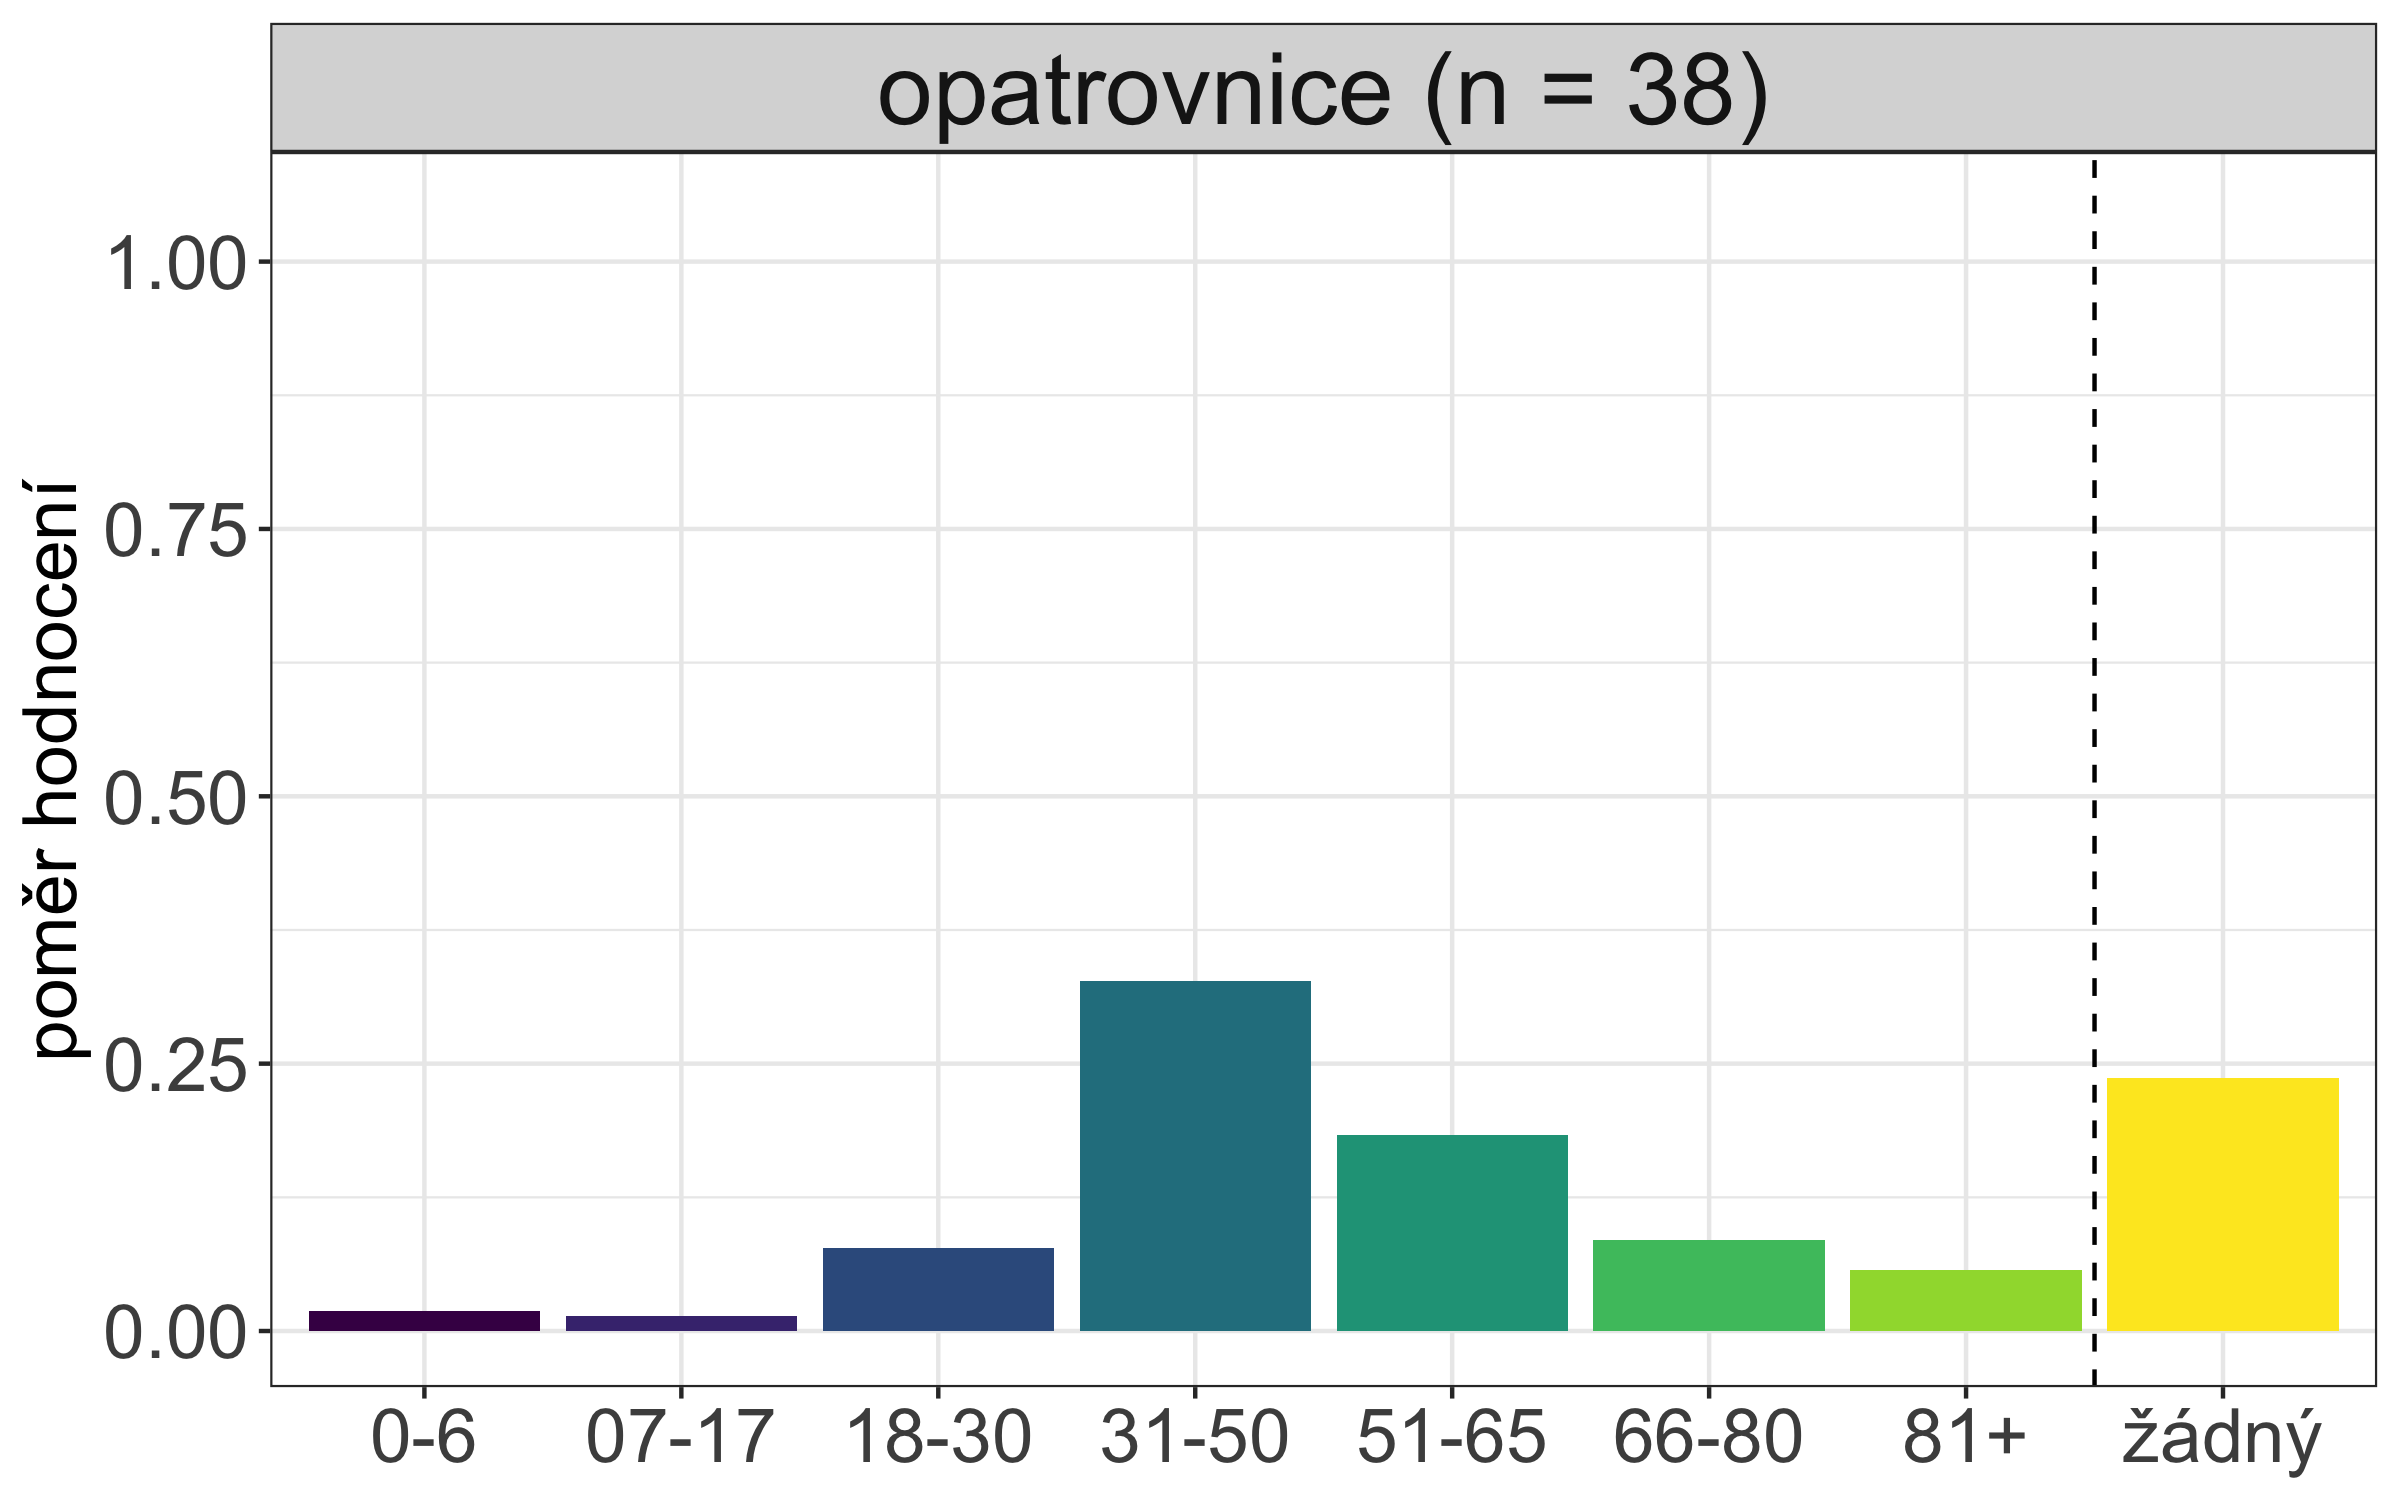 opatrovnice (n = 38)
poměr hodnocení
1.00
0.75
0.50
0.25
0.00
0-6 07-17 18-30 31-50 51-65 66-80 81+ žádný